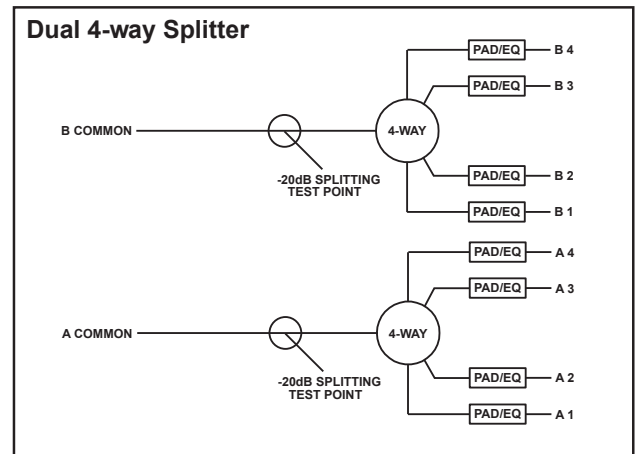 Dual 4-way Splitter
PAD/EQ B 4
PAD/EQ B 3
B COMMON 4-WAY
-20dB SPLITTING
TEST POINT
PAD/EQ B 2
PAD/EQ B 1
PAD/EQ A 4
PAD/EQ A 3
A COMMON 4-WAY
-20dB SPLITTING
TEST POINT
PAD/EQ A 2
PAD/EQ A 1